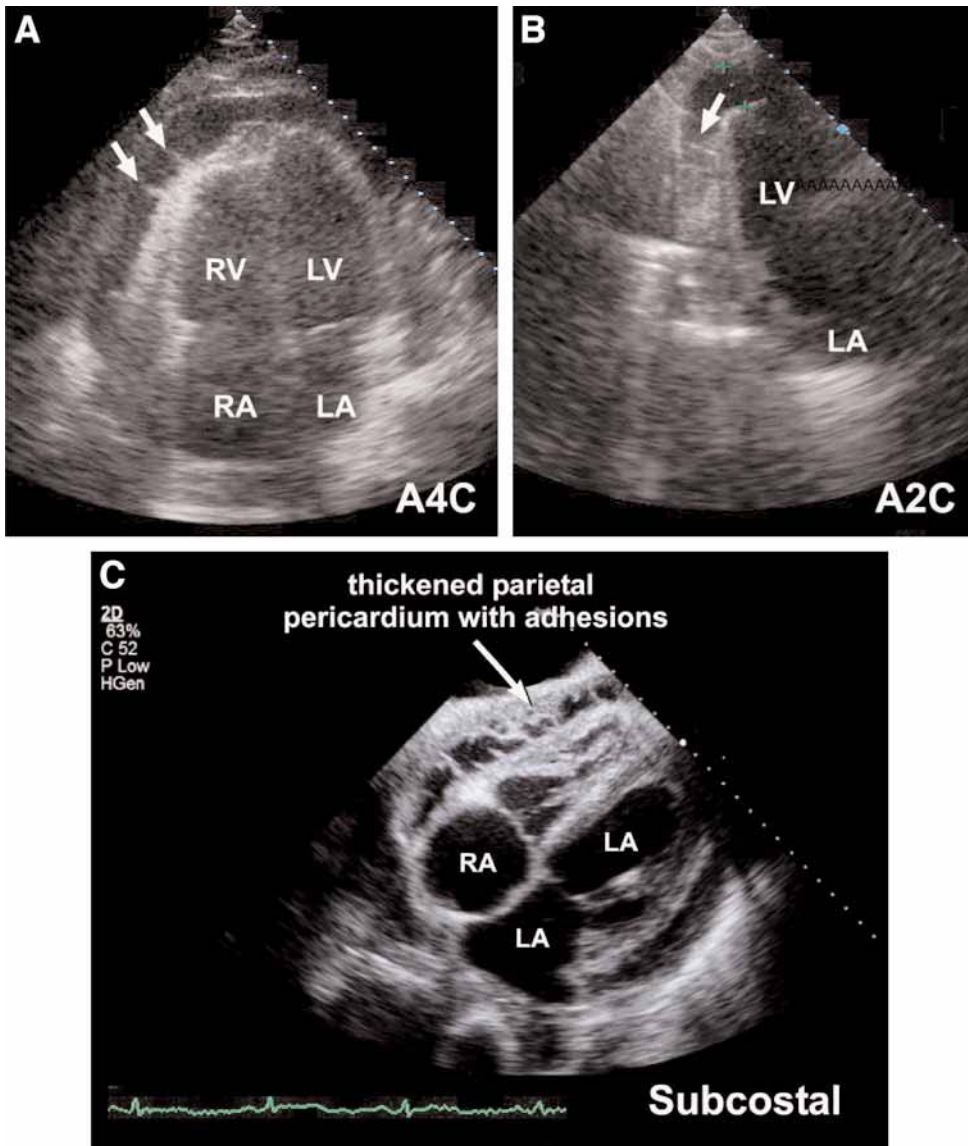 A
RV
LV
RA
LA
A4C
B
LV
AAAAAAAAA
LA
A2C
C
thickened parietal
pericardium with adhesions
2D
63%
C 52
P Low
HGen
RA
LA
LA
Subcostal